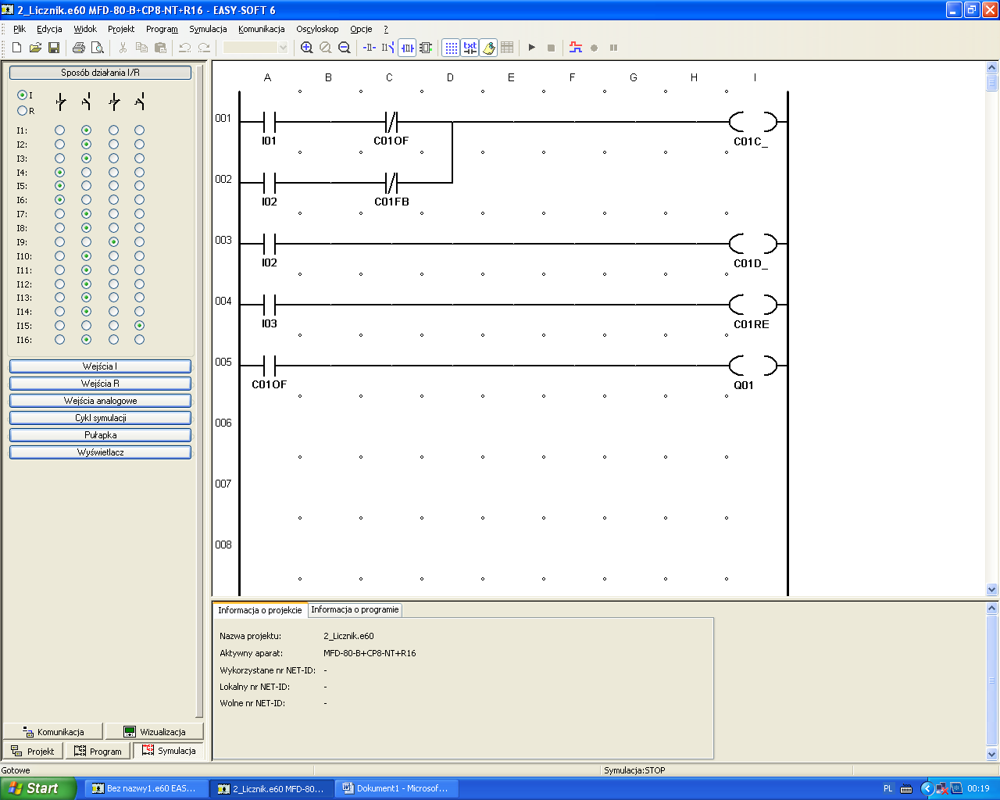 2_Licznik.e60 MFD-80-B+CP8-NT+R16 - EASY-SOFT 6
Plik Edycja Widok Projekt Program Symulacja Komunikacja Oscyloskop Opcje ?
txt
Sposób działania I/R
I
R
I1:
I2:
I3:
I4:
I5:
I6:
I7:
I8:
I9:
I10:
I11:
I12:
I13:
I14:
I15:
I16:
Wejścia I
Wejścia R
Wejścia analogowe
Cykl symulacji
Pułapka
Wyświetlacz
Komunikacja Wizualizacja
Projekt Program Symulacja
A B C D E F G H I
001
I01 C01OF C01C_
002
I02 C01FB
003
I02 C01D_
004
I03 C01RE
005
C01OF Q01
006
007
008
Informacja o projekcie Informacja o programie
Nazwa projektu: 2_Licznik.e60
Aktywny aparat: MFD-80-B+CP8-NT+R16
Wykorzystane nr NET-ID: -
Lokalny nr NET-ID: -
Wolne nr NET-ID: -
Gotowe Symulacja:STOP
Start Bez nazwy1.e60 EAS... 2_Licznik.e60 MFD-80... Dokument1 - Microsof... PL 00:19